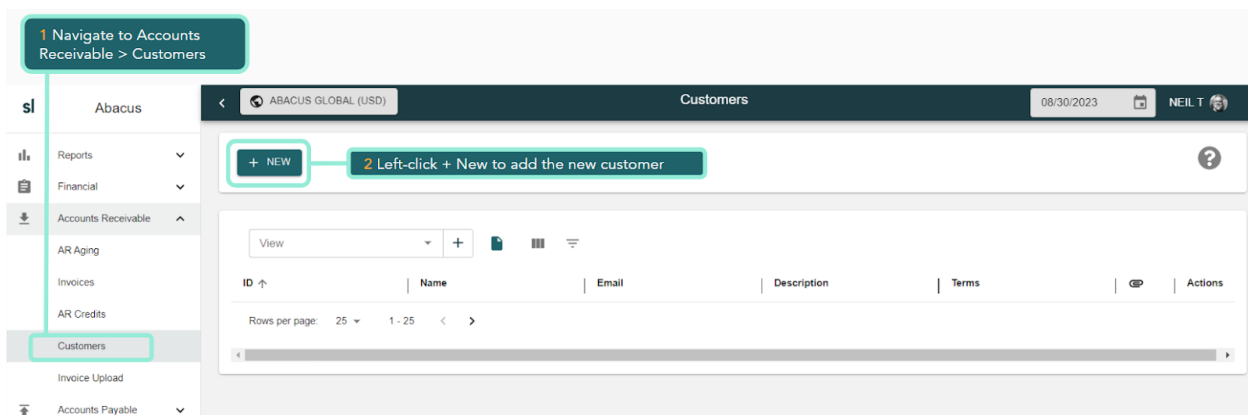 1 Navigate to Accounts
Receivable > Customers
sl
Abacus
ABACUS GLOBAL (USD)
Customers
08/30/2023
NEIL T
Reports
Financial
Accounts Receivable
AR Aging
Invoices
AR Credits
Customers
Invoice Upload
Accounts Payable
+ NEW
2 Left-click + New to add the new customer
?
View
+
ID ↑ Name Email Description Terms Actions
Rows per page: 25 1 - 25 < >